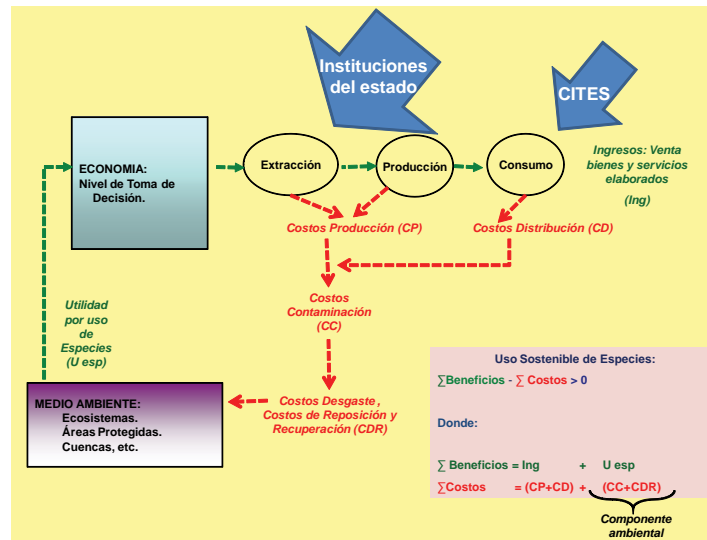 Instituciones
del estado
CITES
ECONOMIA:
Nivel de Toma de
Decisión.
Extracción
Producción
Consumo
Ingresos: Venta
bienes y servicios
elaborados
(Ing)
Costos Producción (CP)
Costos Distribución (CD)
Costos
Contaminación
(CC)
Utilidad
por uso
de
Especies
(U esp)
MEDIO AMBIENTE:
Ecosistemas.
Áreas Protegidas.
Cuencas, etc.
Costos Desgaste ,
Costos de Reposición y
Recuperación (CDR)
Uso Sostenible de Especies:
∑Beneficios - ∑ Costos > 0
Donde:
∑ Beneficios = Ing + U esp
∑Costos = (CP+CD) + (CC+CDR)
Componente
ambiental